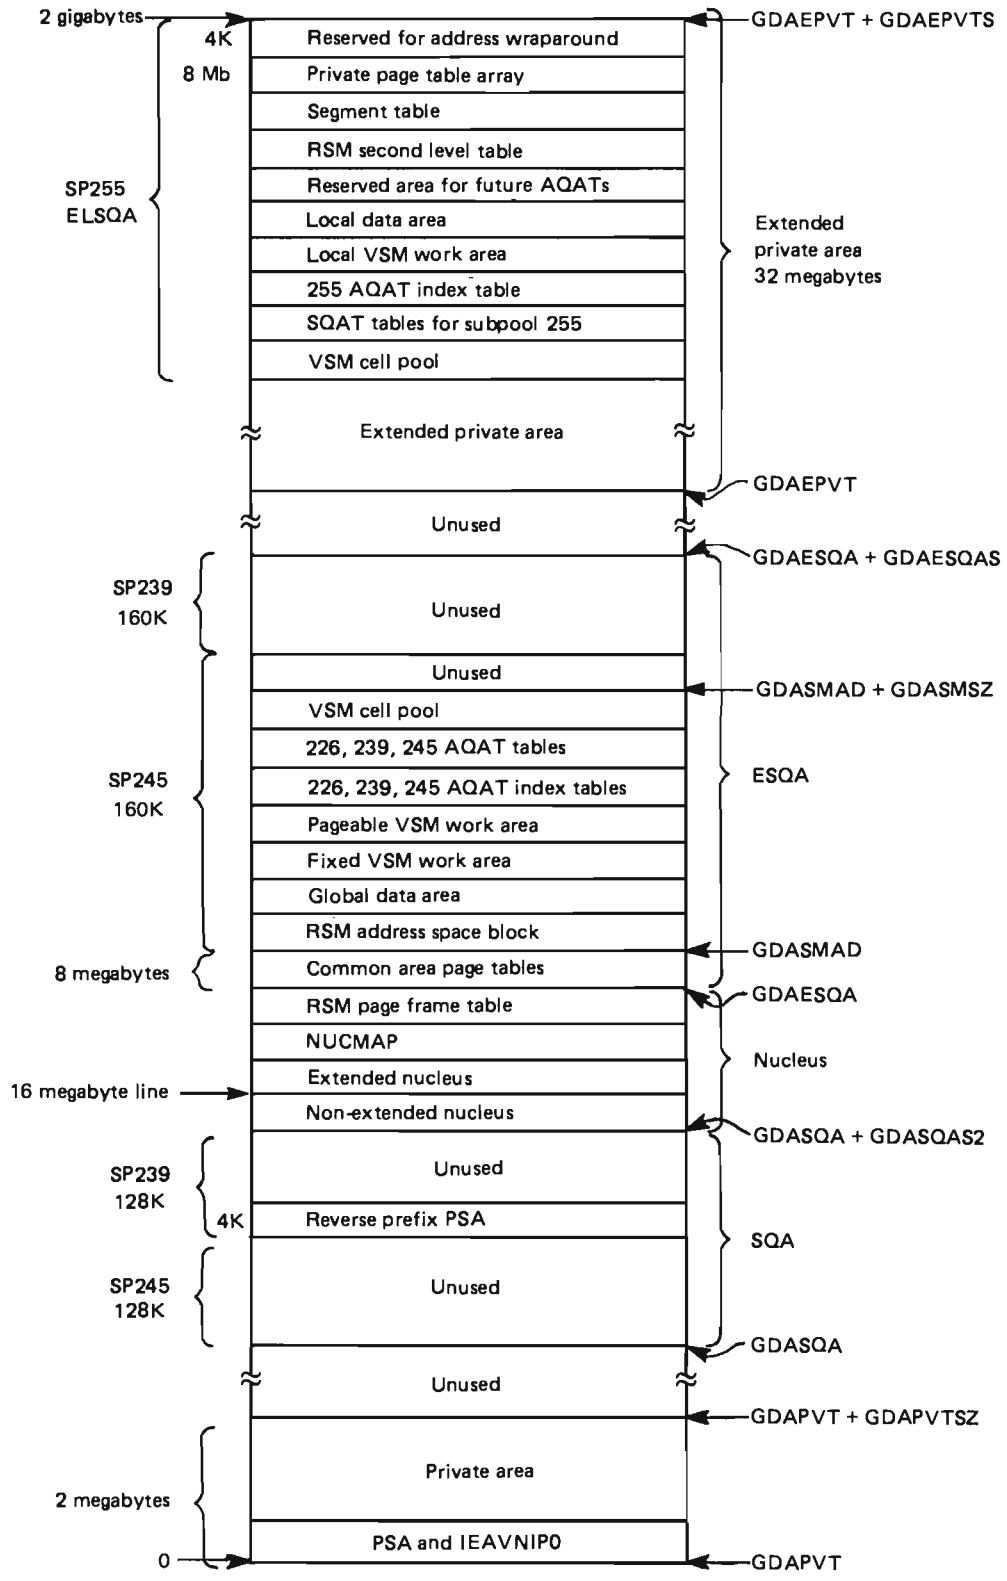 2 gigabytes
GDAEPVT + GDAEPVTS
4K
Reserved for address wraparound
8 Mb
Private page table array
Segment table
RSM second level table
SP255
ELSQA
Reserved area for future AQATs
Local data area
Extended
private area
32 megabytes
Local VSM work area
255 AQAT index table
SQAT tables for subpool 255
VSM cell pool
Extended private area
GDAEPVT
Unused
GDAESQA + GDAESQAS
SP239
160K
Unused
Unused
GDASMAD + GDASMSZ
VSM cell pool
226, 239, 245 AQAT tables
SP245
160K
ESQA
226, 239, 245 AQAT index tables
Pageable VSM work area
Fixed VSM work area
Global data area
RSM address space block
GDASMAD
8 megabytes
Common area page tables
GDAESQA
RSM page frame table
NUCMAP
Nucleus
Extended nucleus
16 megabyte line
Non-extended nucleus
GDASQA + GDASQAS2
SP239
128K
Unused
4K
Reverse prefix PSA
SQA
SP245
128K
Unused
GDASQA
Unused
GDAPVT + GDAPVTSZ
Private area
2 megabytes
PSA and IEAVNIP0
0
GDAPVT